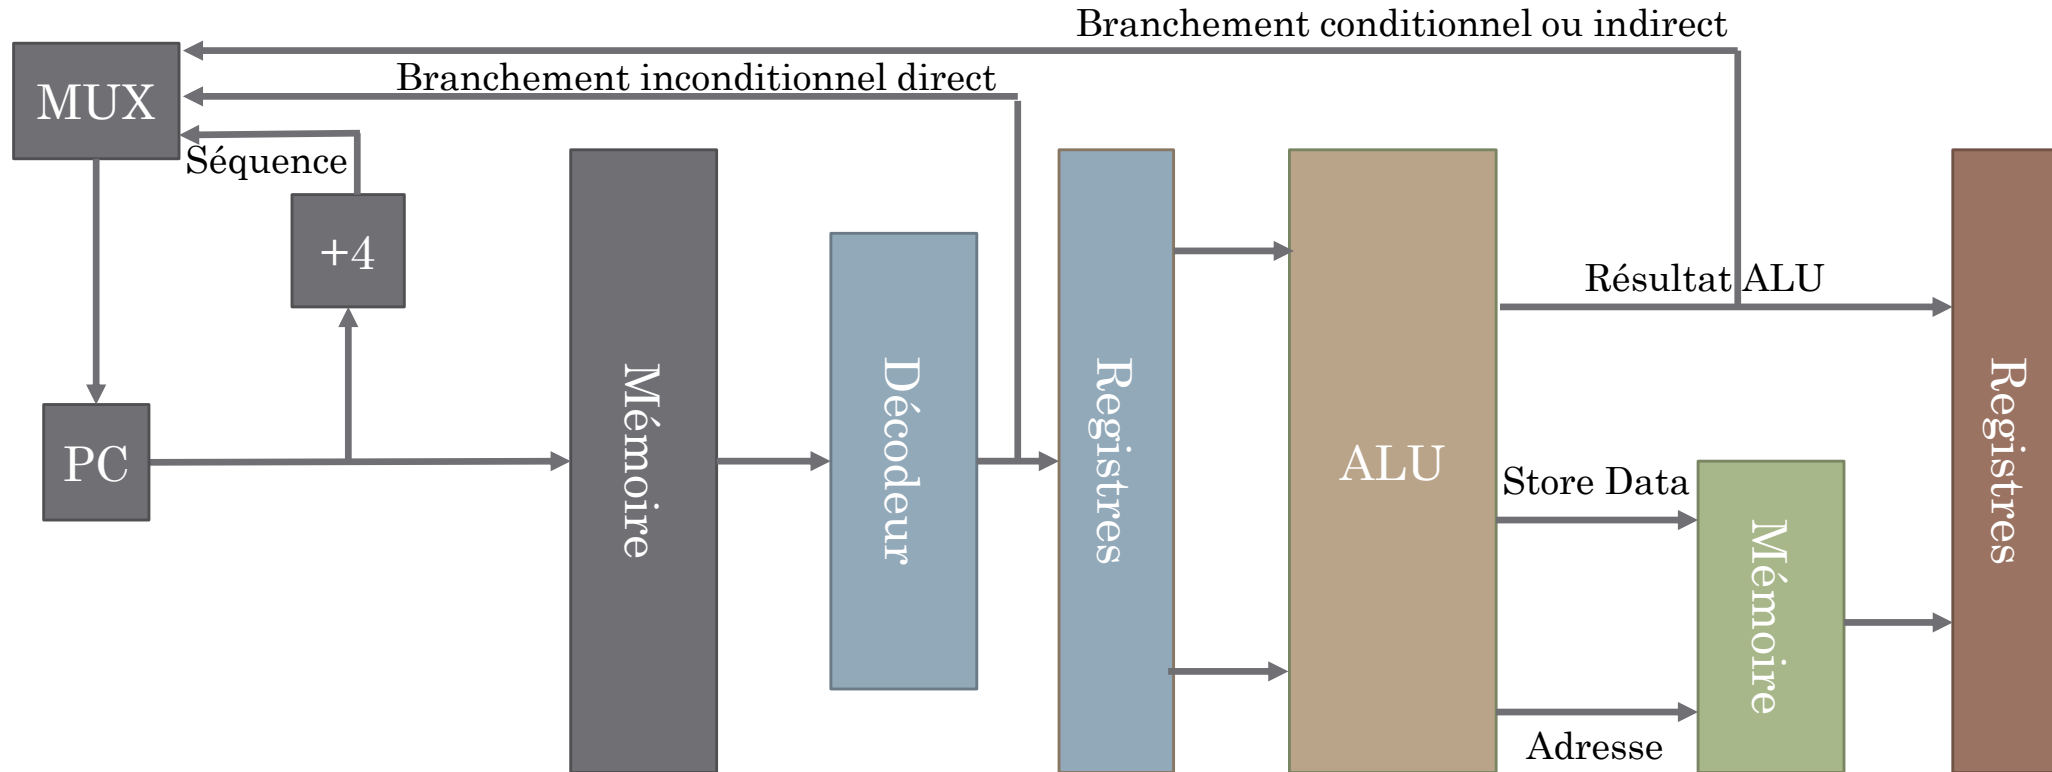 Branchement conditionnel ou indirect
Branchement inconditionnel direct
MUX
Séquence
+4
Résultat ALU
PC
Mémoire
Décodeur
Registres
ALU
Store Data
Mémoire
Adresse
Registres